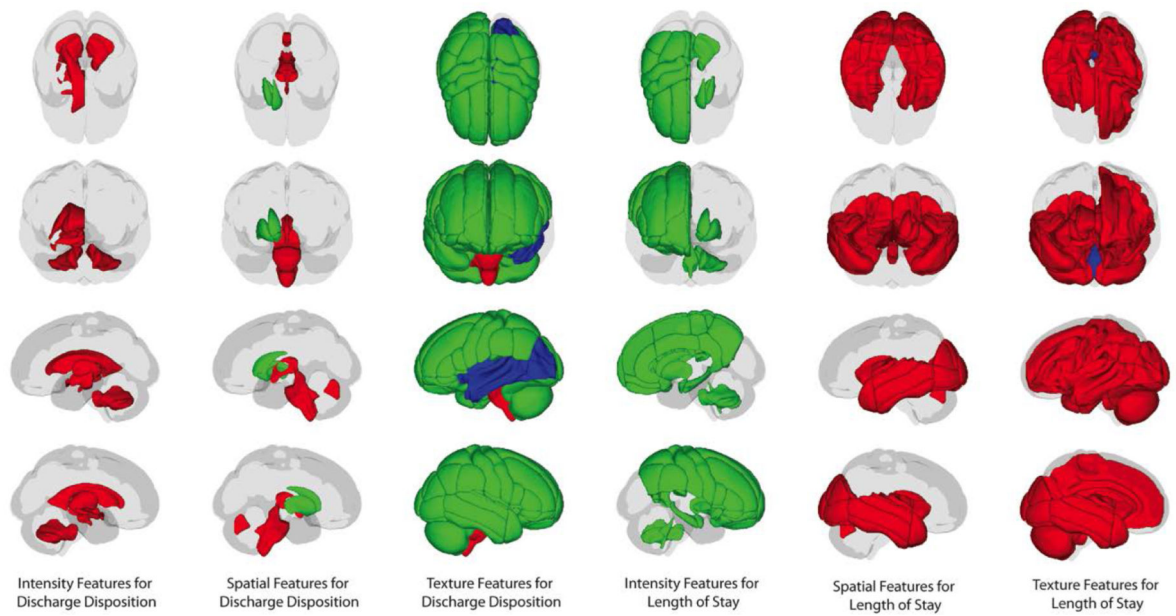 Intensity Features for
Discharge Disposition
Spatial Features for
Discharge Disposition
Texture Features for
Discharge Disposition
Intensity Features for
Length of Stay
Spatial Features for
Length of Stay
Texture Features for
Length of Stay